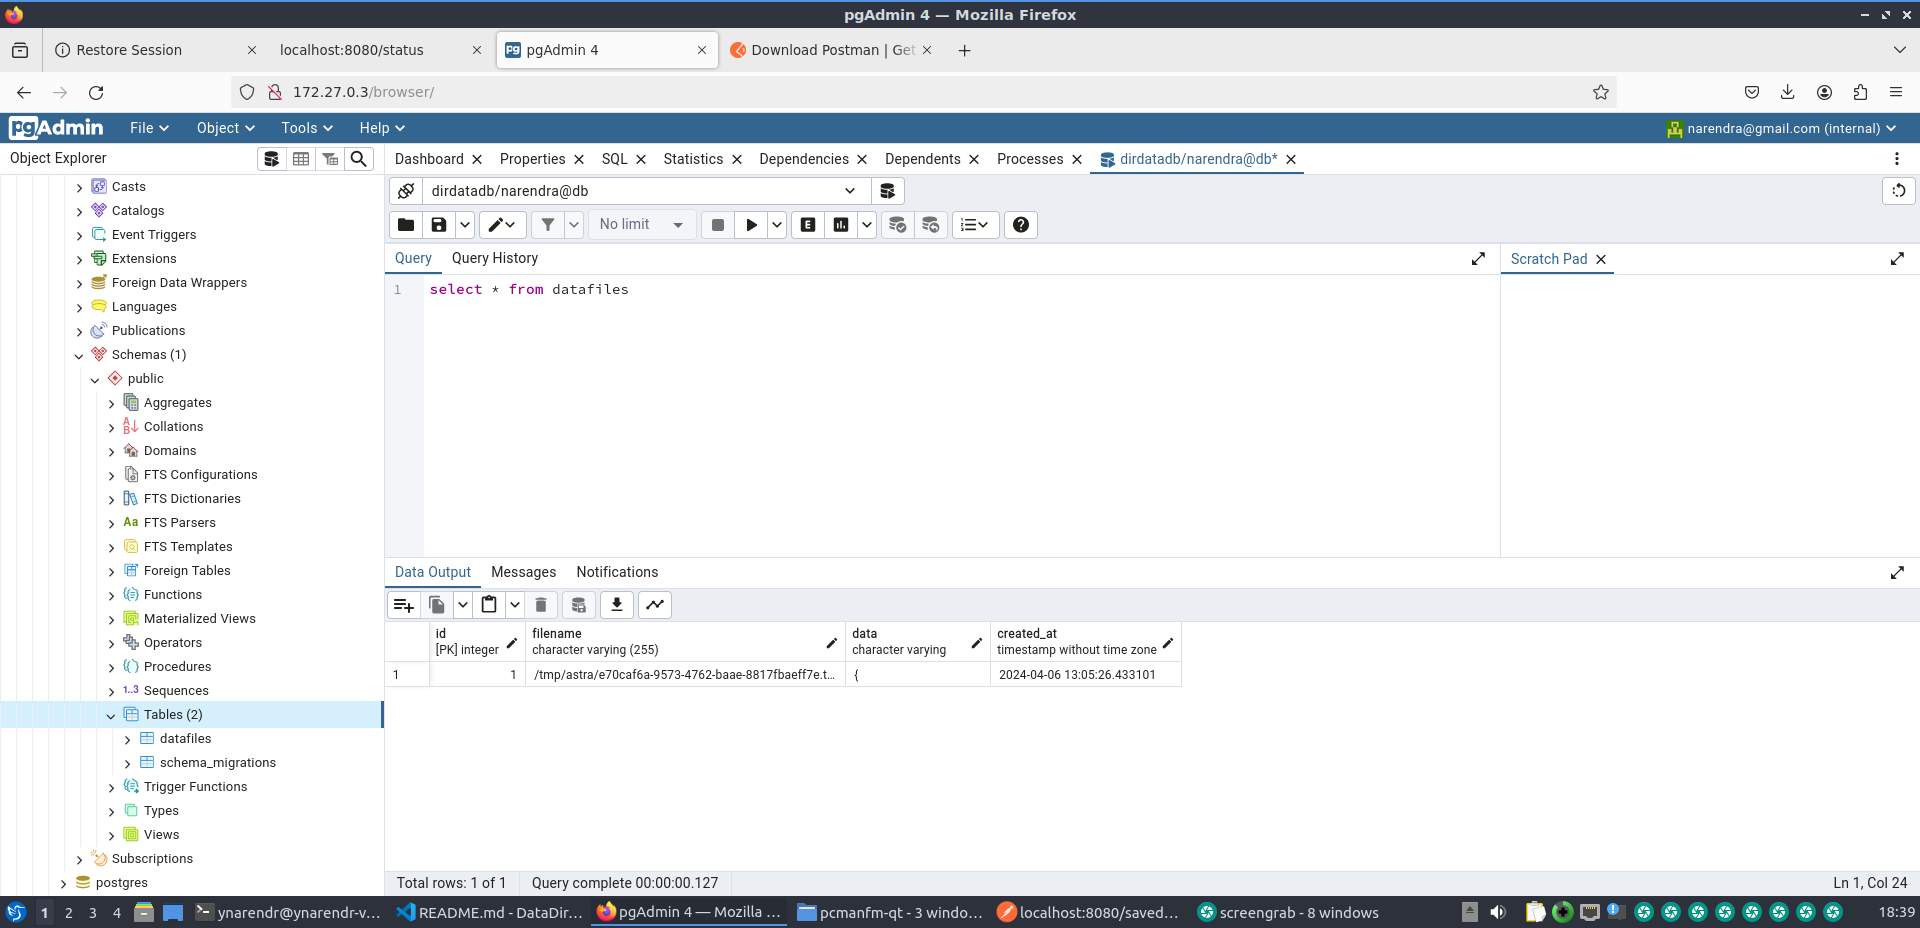 pgAdmin 4 — Mozilla Firefox
Restore Session
localhost:8080/status
pgAdmin 4
Download Postman | Get
172.27.0.3/browser/
pgAdmin
File
Object
Tools
Help
narendra@gmail.com (internal)
Object Explorer
Dashboard
Properties
SQL
Statistics
Dependencies
Dependents
Processes
dirdatadb/narendra@db*
Casts
Catalogs
Event Triggers
Extensions
Foreign Data Wrappers
Languages
Publications
Schemas (1)
public
Aggregates
Collations
Domains
FTS Configurations
FTS Dictionaries
FTS Parsers
FTS Templates
Foreign Tables
Functions
Materialized Views
Operators
Procedures
Sequences
Tables (2)
datafiles
schema_migrations
Trigger Functions
Types
Views
Subscriptions
postgres
dirdatadb/narendra@db
No limit
Query
Query History
Scratch Pad
1
select * from datafiles
Data Output
Messages
Notifications
id
[PK] integer
filename
character varying (255)
data
character varying
created_at
timestamp without time zone
1
1
/tmp/astra/e70caf6a-9573-4762-baae-8817fbaeff7e.t...
{
2024-04-06 13:05:26.433101
Total rows: 1 of 1
Query complete 00:00:00.127
Ln 1, Col 24
1
2
3
4
ynarendr@ynarendr-v...
README.md - DataDir...
pgAdmin 4 — Mozilla ...
pcmanfm-qt - 3 windo...
localhost:8080/saved...
screengrab - 8 windows
18:39